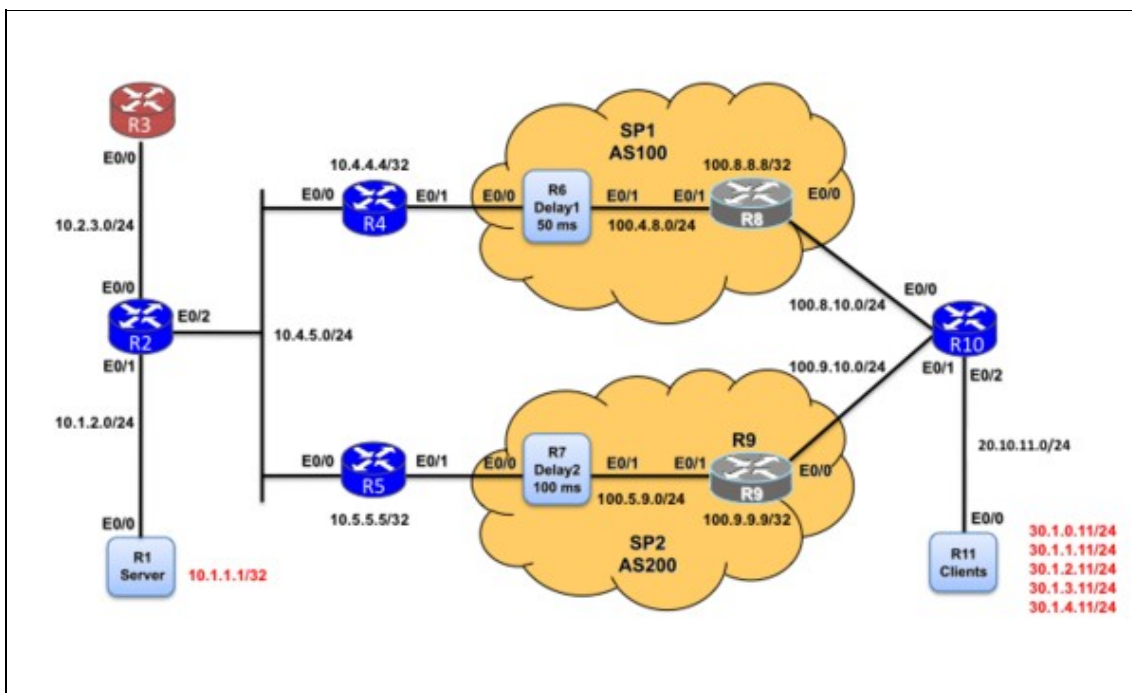 R3
E0/0
10.2.3.0/24
E0/0
R2
E0/2
E0/1
10.1.2.0/24
E0/0
R1
Server
10.1.1.1/32
10.4.5.0/24
10.4.4.4/32
E0/0
R4
E0/1
E0/0
R5
E0/1
10.5.5.5/32
SP1
AS100
E0/0
R6
Delay1
50 ms
E0/1
100.4.8.0/24
E0/1
100.8.8.8/32
R8
E0/0
E0/0
R7
Delay2
100 ms
E0/1
100.5.9.0/24
E0/1
R9
R9
E0/0
100.9.9.9/32
SP2
AS200
100.8.10.0/24
100.9.10.0/24
E0/0
R10
E0/1
E0/2
20.10.11.0/24
E0/0
R11
Clients
30.1.0.11/24
30.1.1.11/24
30.1.2.11/24
30.1.3.11/24
30.1.4.11/24